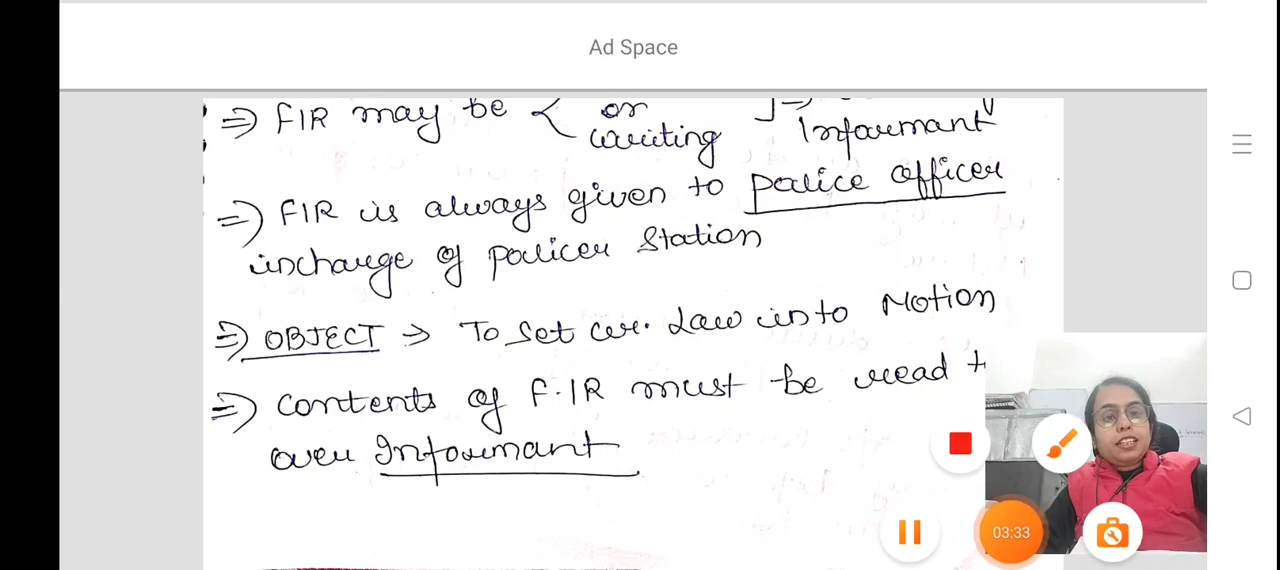 Ad Space
⇒ FIR may be < or
writing
Informant
⇒ FIR is always given to police officer
incharge of policer Station
⇒ OBJECT → To Set cr. Law into Motion
⇒ Contents of F.IR must be read t
over Informant
03:33